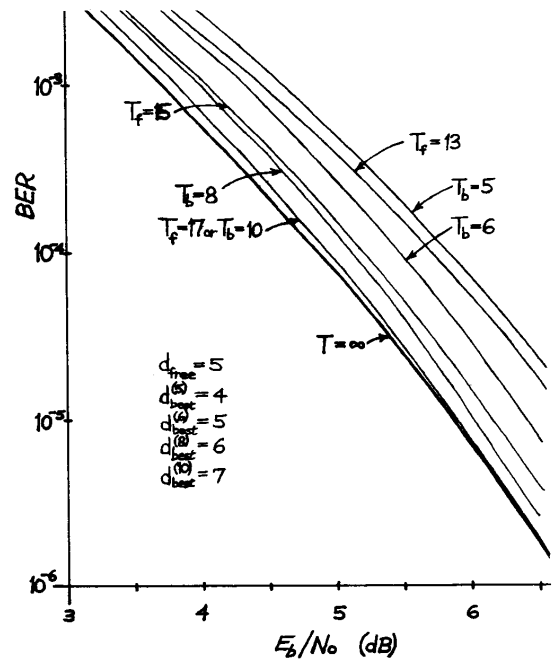 10⁻³
T_f=15
T_f=13
T_b=8
T_b=5
BER
T_f=17 or T_b=10
T_b=6
10⁻⁴
T=∞
d_free=5
d_best^(5)=4
d_best^(6)=5
d_best^(8)=6
d_best^(10)=7
10⁻⁵
10⁻⁶
3
4
5
6
E_b/N_o (dB)